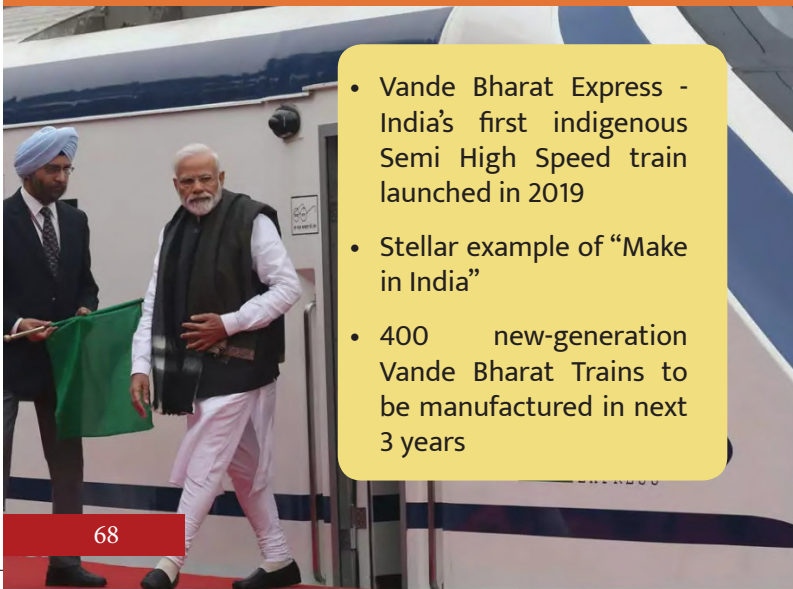 • Vande Bharat Express -
India’s first indigenous
Semi High Speed train
launched in 2019
• Stellar example of “Make
in India”
• 400 new-generation
Vande Bharat Trains to
be manufactured in next
3 years
68